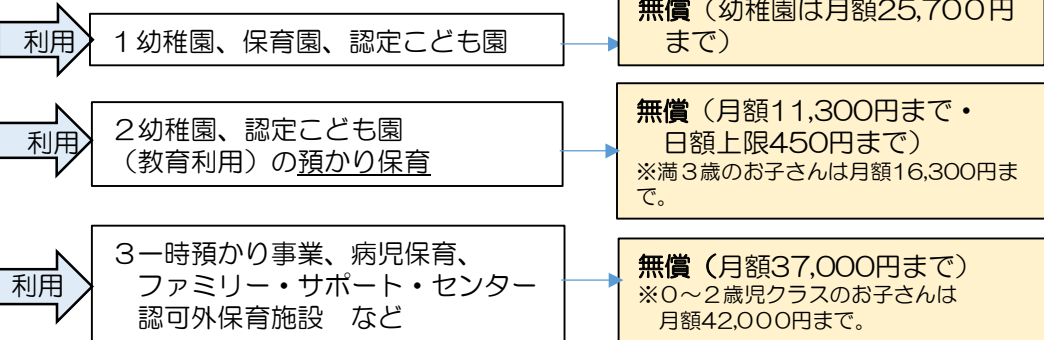 利用
1幼稚園、保育園、認定こども園
無償（幼稚園は月額25,700円
まで）
利用
2幼稚園、認定こども園
（教育利用）の預かり保育
無償（月額11,300円まで・
日額上限450円まで）
※満3歳のお子さんは月額16,300円ま
で。
利用
3一時預かり事業、病児保育、
ファミリー・サポート・センター
認可外保育施設　など
無償（月額37,000円まで）
※0～2歳児クラスのお子さんは
月額42,000円まで。